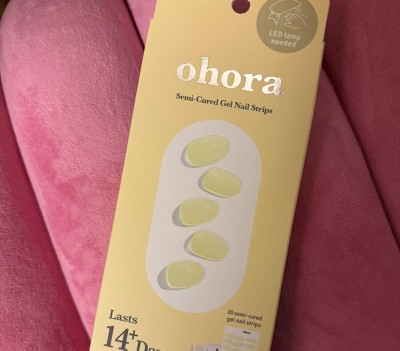 LED lamp
needed
ohora
Semi-Cured Gel Nail Strips
30 semi-cured
gel nail strips
Lasts
14+